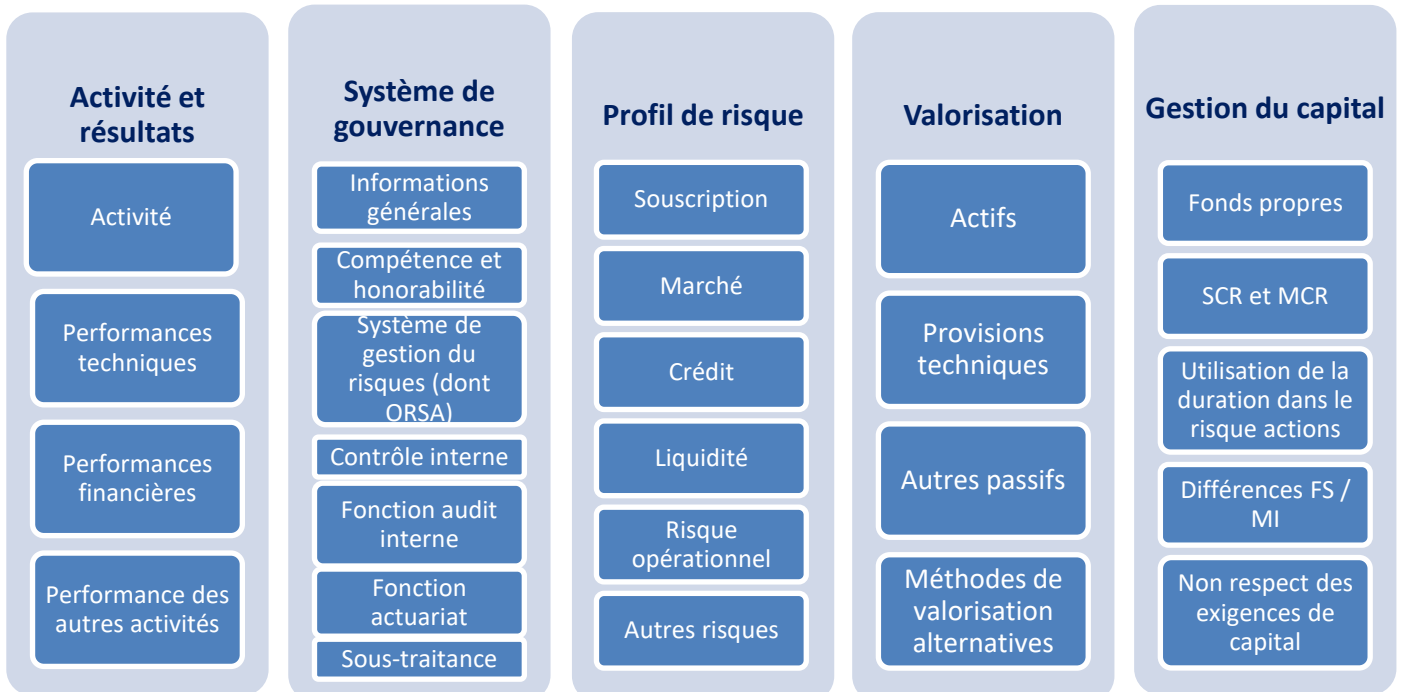 Activité et
résultats
Activité
Performances
techniques
Performances
financières
Performance des
autres activités
Système de
gouvernance
Informations
générales
Compétence et
honorabilité
Système de
gestion du
risques (dont
ORSA)
Contrôle interne
Fonction audit
interne
Fonction
actuariat
Sous-traitance
Profil de risque
Souscription
Marché
Crédit
Liquidité
Risque
opérationnel
Autres risques
Valorisation
Actifs
Provisions
techniques
Autres passifs
Méthodes de
valorisation
alternatives
Gestion du capital
Fonds propres
SCR et MCR
Utilisation de la
duration dans le
risque actions
Différences FS /
MI
Non respect des
exigences de
capital